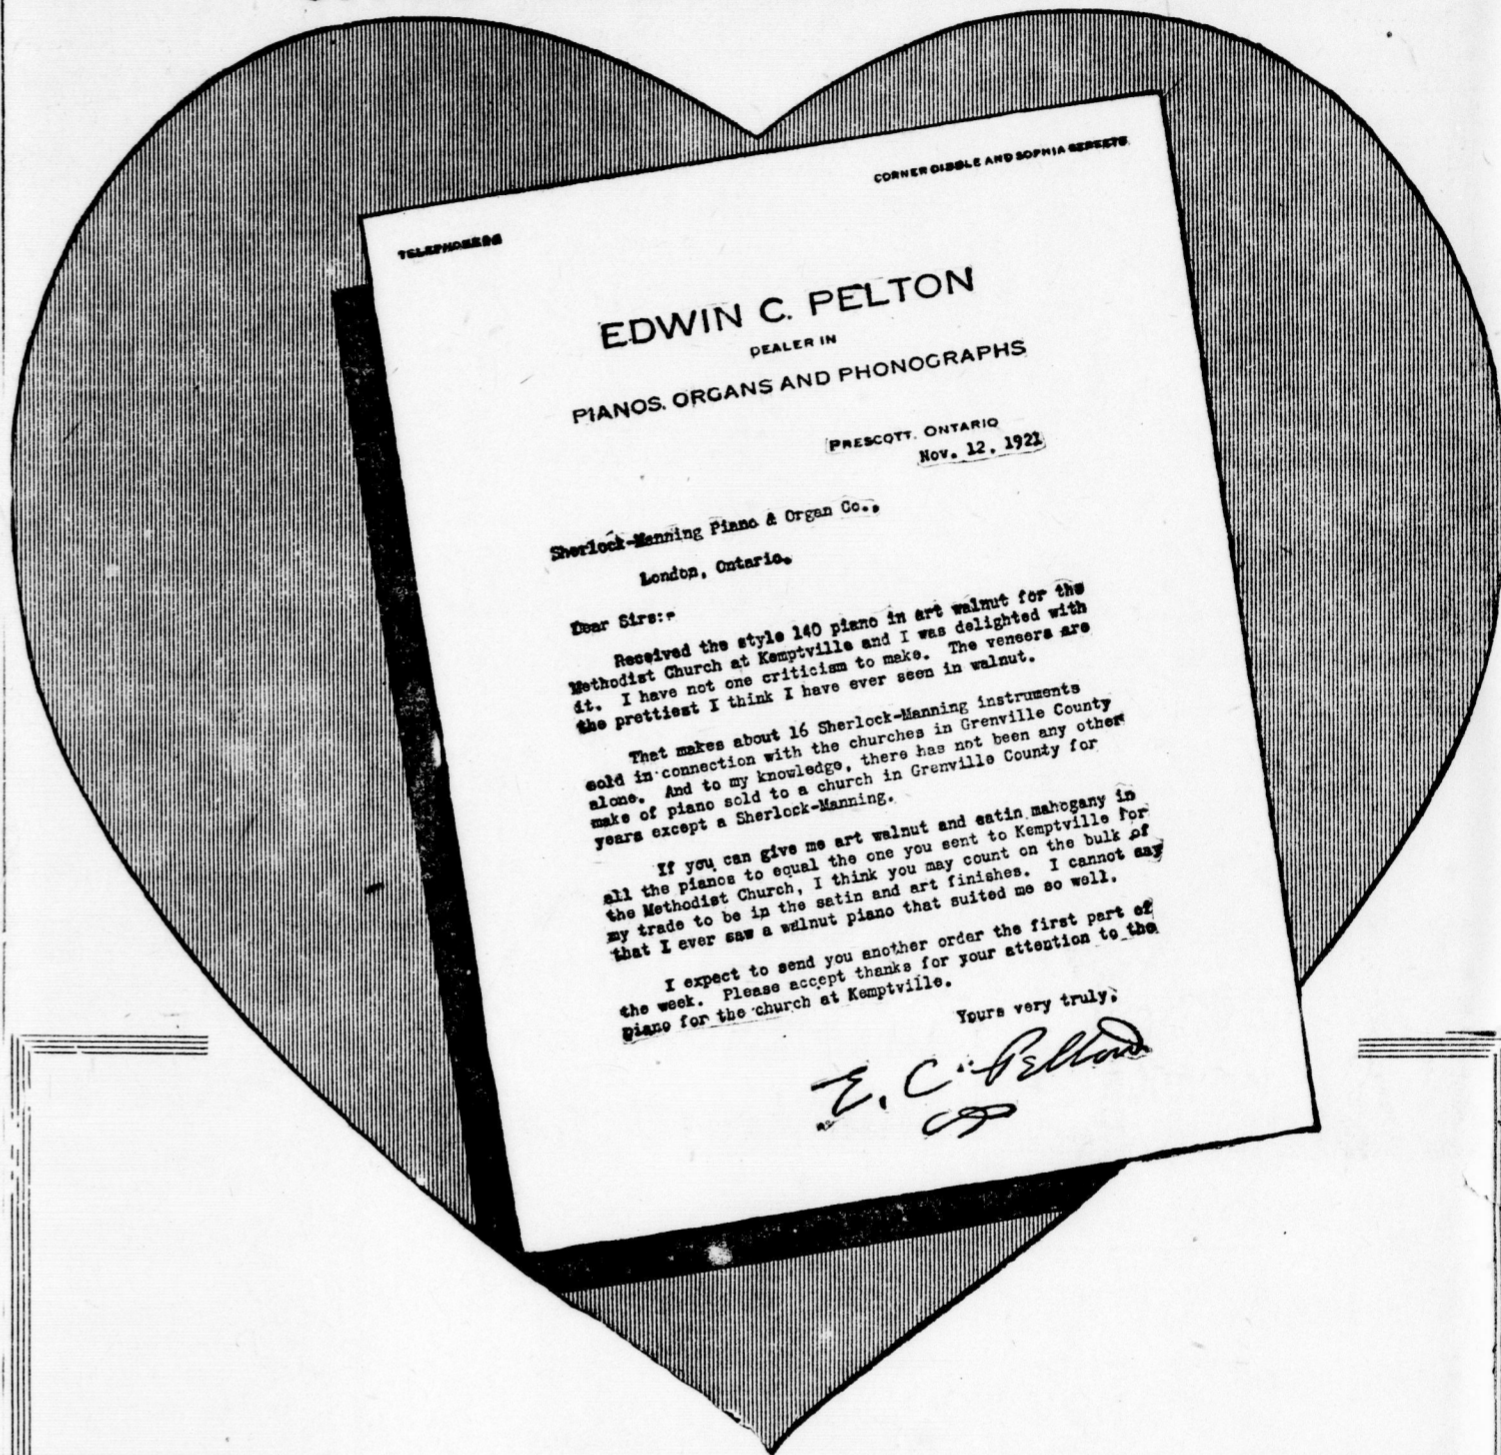 CORNER DIBBLE AND SOPHIA STREETS
EDWIN C. PELTON
DEALER IN
PIANOS, ORGANS AND PHONOGRAPHS
PRESCOTT, ONTARIO
Nov. 12, 1921
Sherlock-Manning Piano & Organ Co.,
London, Ontario.
Dear Sirs:-
Received the style 140 piano in art walnut for the
Methodist Church at Kemptville and I was delighted with
it. I have not one criticism to make. The veneers are
the prettiest I think I have ever seen in walnut.
That makes about 16 Sherlock-Manning instruments
sold in connection with the churches in Grenville County
alone. And to my knowledge, there has not been any other
make of piano sold to a church in Grenville County for
years except a Sherlock-Manning.
If you can give me art walnut and satin mahogany in
all the pianos to equal the one you sent to Kemptville for
the Methodist Church, I think you may count on the bulk of
my trade to be in the satin and art finishes. I cannot say
that I ever saw a walnut piano that suited me so well.
I expect to send you another order the first part of
the week. Please accept thanks for your attention to the
piano for the church at Kemptville.
Yours very truly,
E. C. Pelton